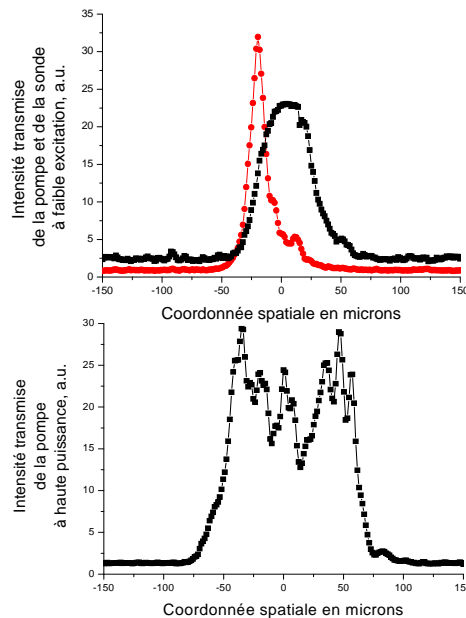 Intensité transmise
de la pompe et de la sonde
à faible excitation, a.u.
35
30
25
20
15
10
5
0
-150 -100 -50 0 50 100 150
Coordonnée spatiale en microns
Intensité transmise
de la pompe
à haute puissance, a.u.
30
25
20
15
10
5
0
-150 -100 -50 0 50 100 150
Coordonnée spatiale en microns